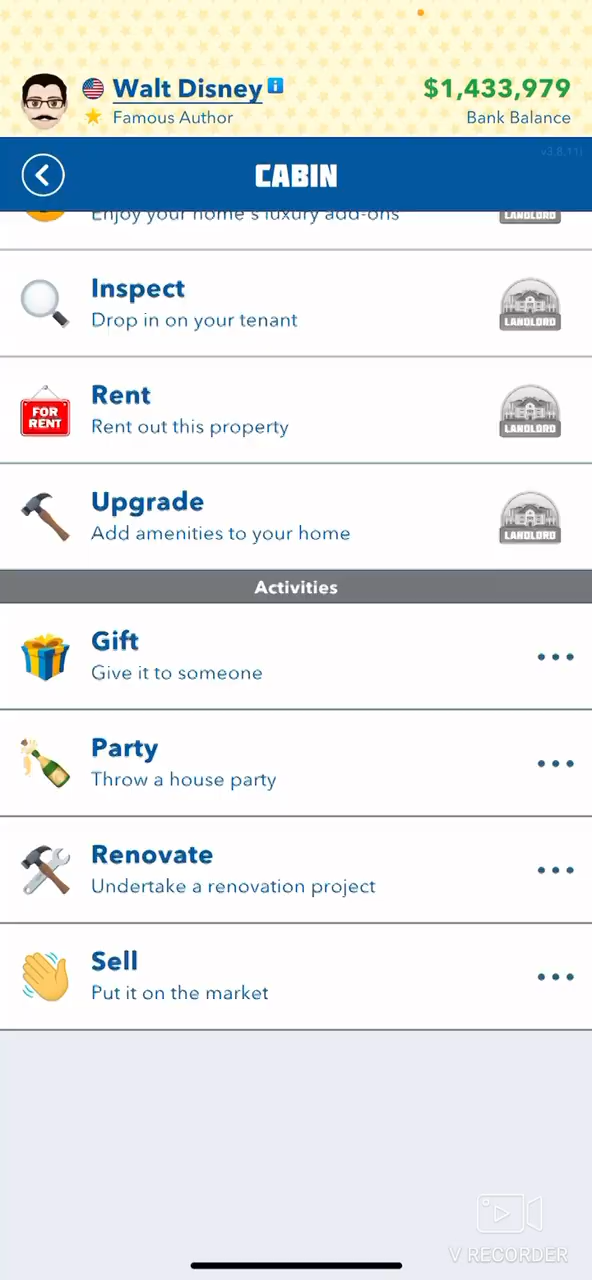 Walt Disney
$1,433,979
Famous Author
Bank Balance
CABIN
Enjoy your home's luxury add-ons
LANDLORD
Inspect
Drop in on your tenant
LANDLORD
FOR
RENT
Rent
Rent out this property
LANDLORD
Upgrade
Add amenities to your home
LANDLORD
Activities
Gift
Give it to someone
Party
Throw a house party
Renovate
Undertake a renovation project
Sell
Put it on the market
V RECORDER